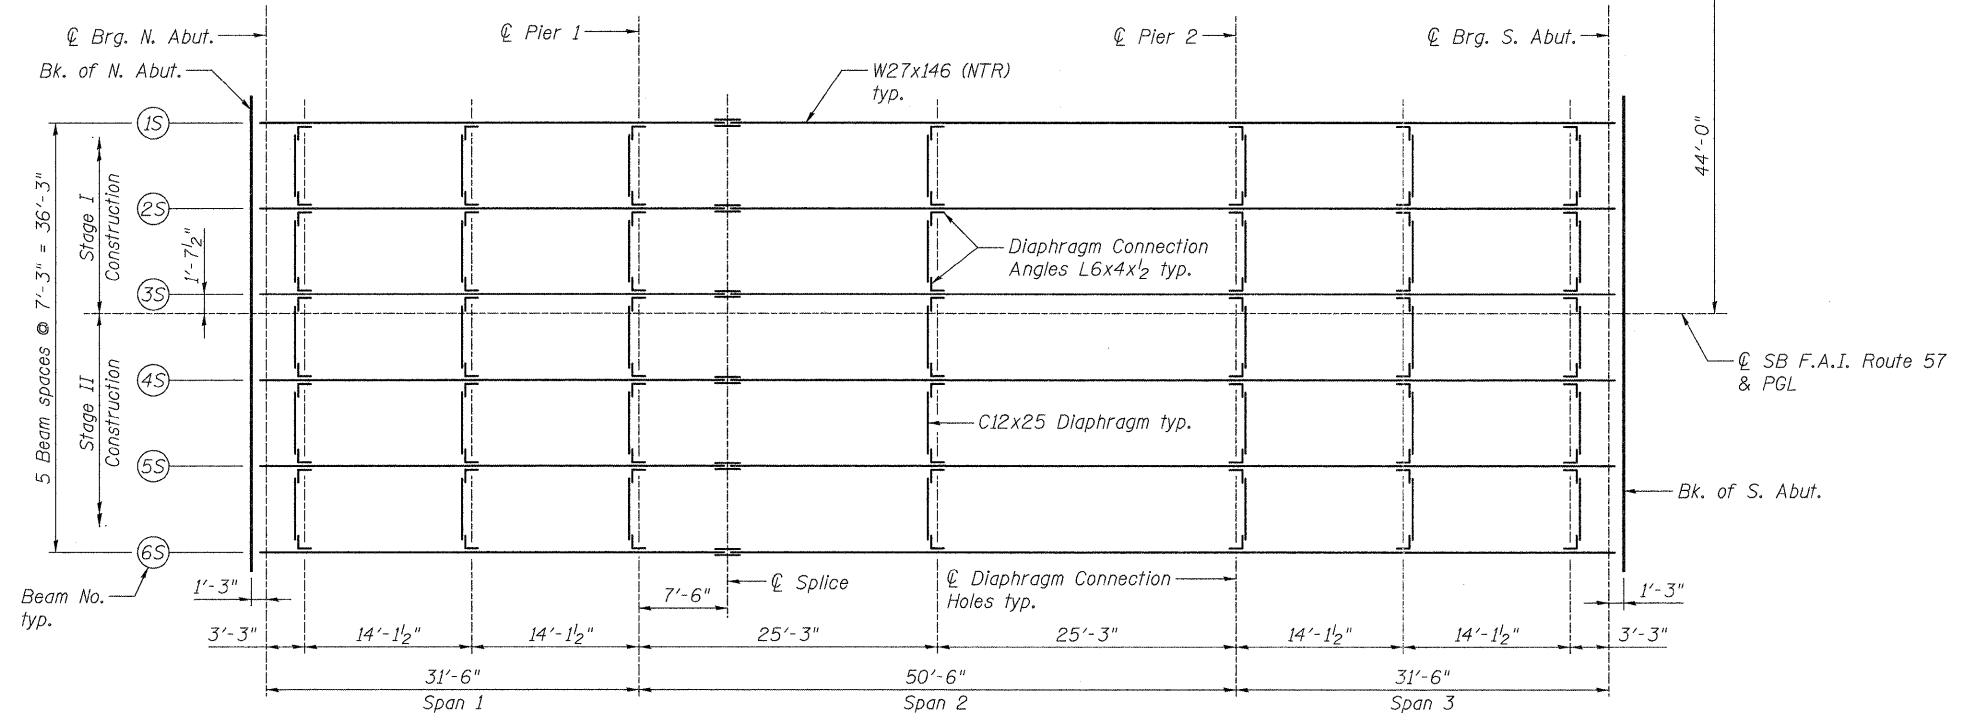 ℄ Brg. N. Abut.
Bk. of N. Abut.
℄ Pier 1
℄ Pier 2
℄ Brg. S. Abut.
W27x146 (NTR)
typ.
1S
2S
3S
4S
5S
6S
5 Beam spaces @ 7'-3" = 36'-3"
Stage I
Construction
Stage II
Construction
1'-7½"
44'-0"
Diaphragm Connection
Angles L6x4x½ typ.
C12x25 Diaphragm typ.
℄ SB F.A.I. Route 57
& PGL
Bk. of S. Abut.
Beam No.
typ.
1'-3"
7'-6"
℄ Splice
℄ Diaphragm Connection
Holes typ.
1'-3"
3'-3"
14'-1½"
14'-1½"
25'-3"
25'-3"
14'-1½"
14'-1½"
3'-3"
31'-6"
50'-6"
31'-6"
Span 1
Span 2
Span 3